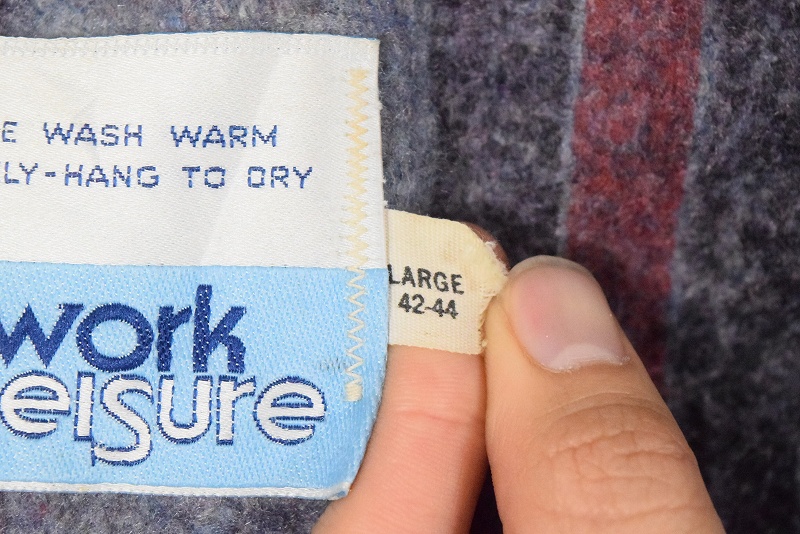 E WASH WARM
LY-HANG TO DRY
LARGE
42-44
work
eisure